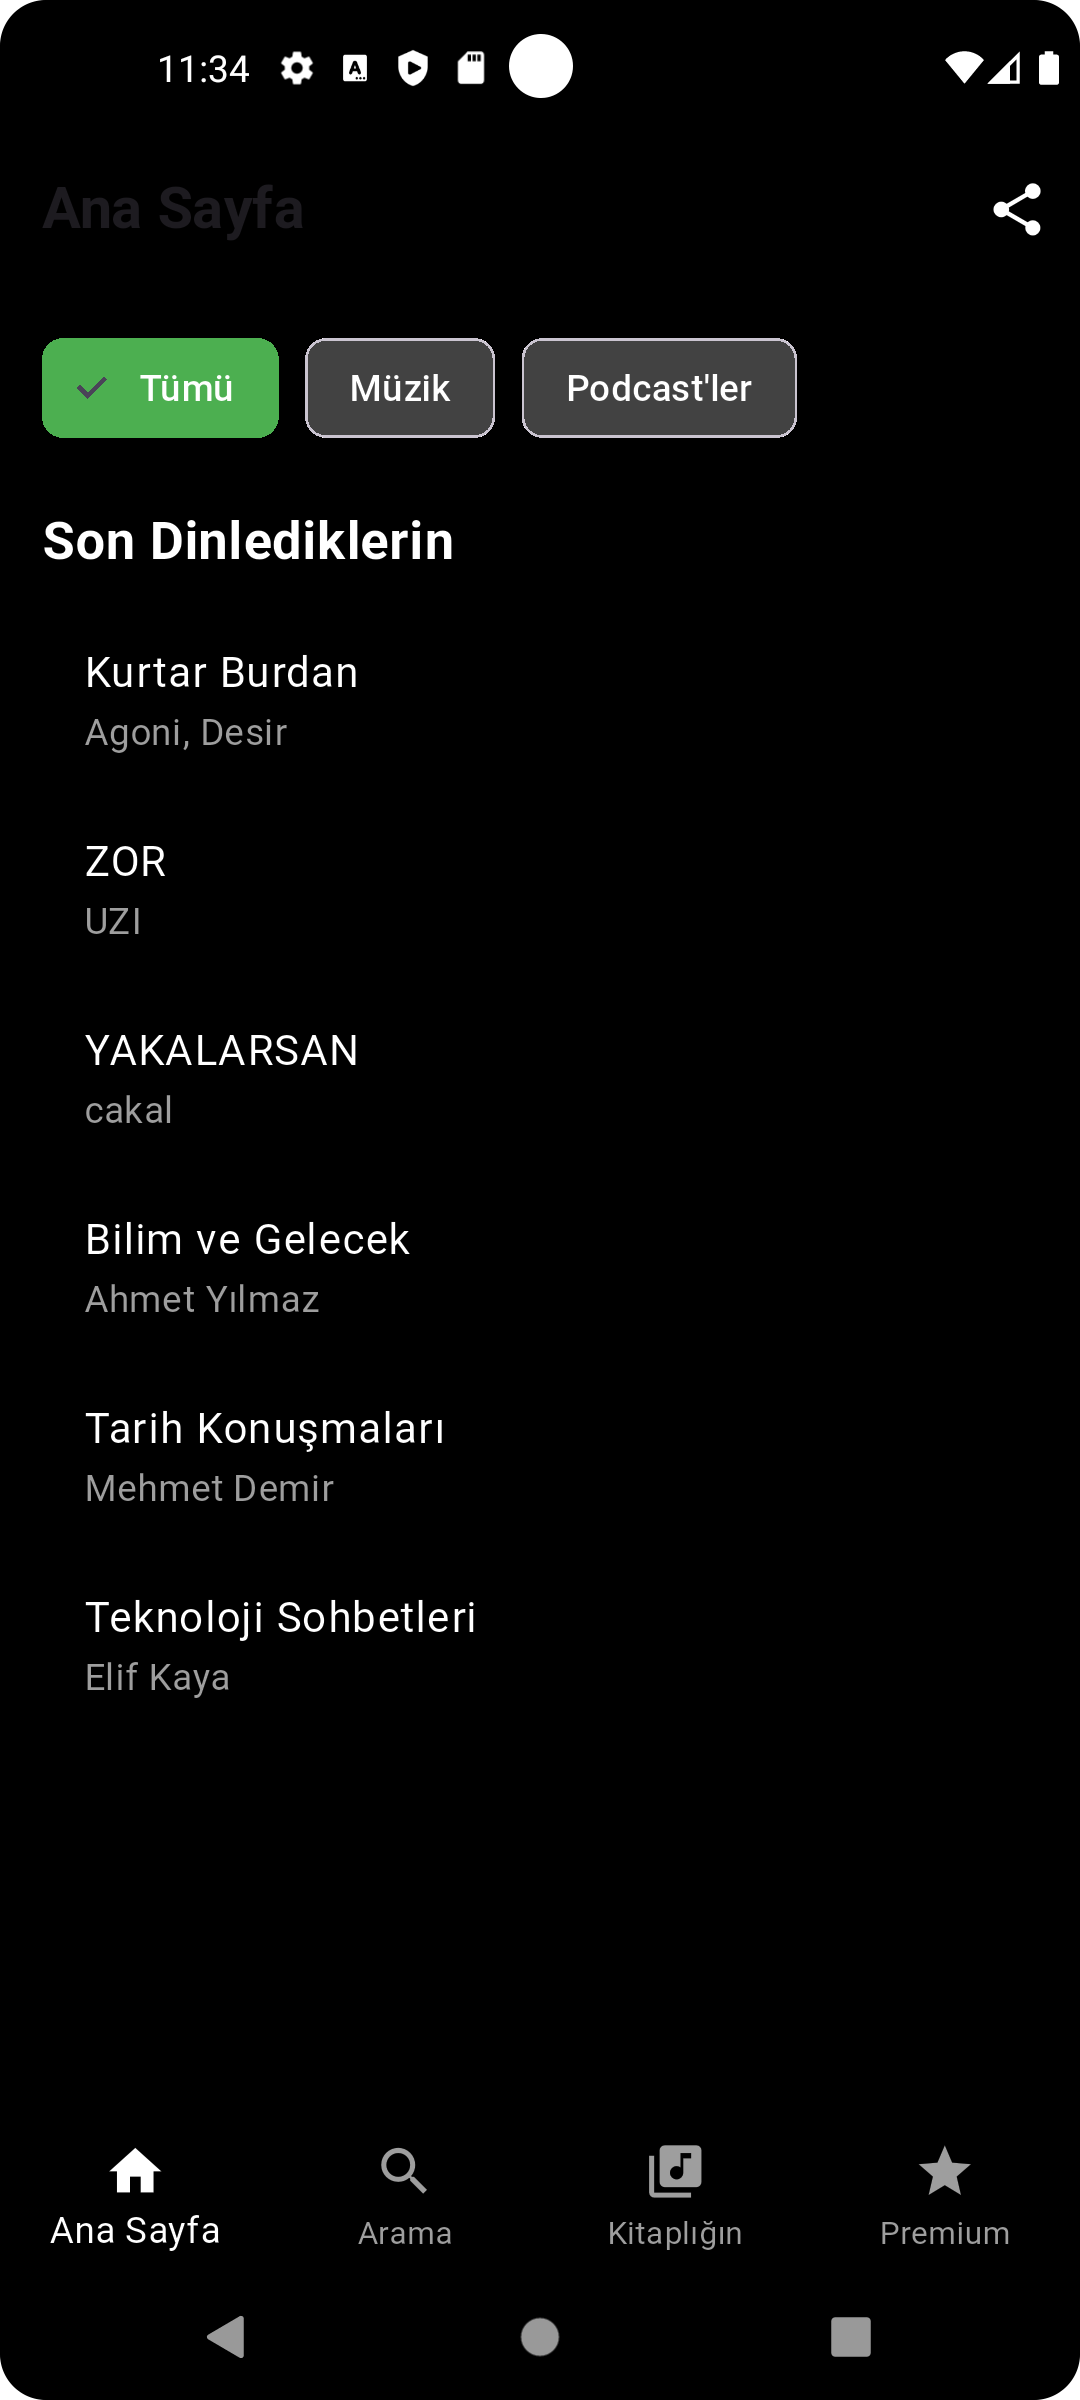 11:34
Ana Sayfa
Tümü
Müzik
Podcast'ler
Son Dinlediklerin
Kurtar Burdan
Agoni, Desir
ZOR
UZI
YAKALARSAN
cakal
Bilim ve Gelecek
Ahmet Yılmaz
Tarih Konuşmaları
Mehmet Demir
Teknoloji Sohbetleri
Elif Kaya
Ana Sayfa
Arama
Kitaplığın
Premium